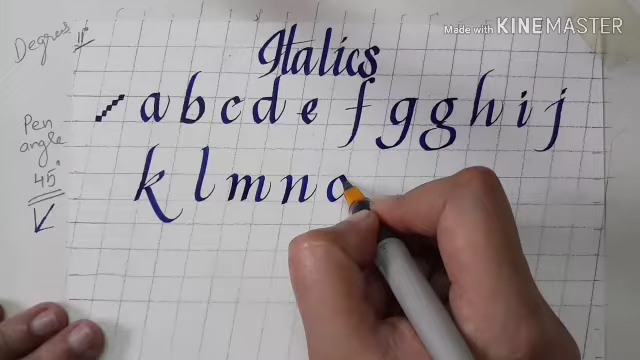 Made with KINEMASTER
Italics
Degrees 11°
a b c d e f g g h i j
Pen
angle
45°
k l m n o